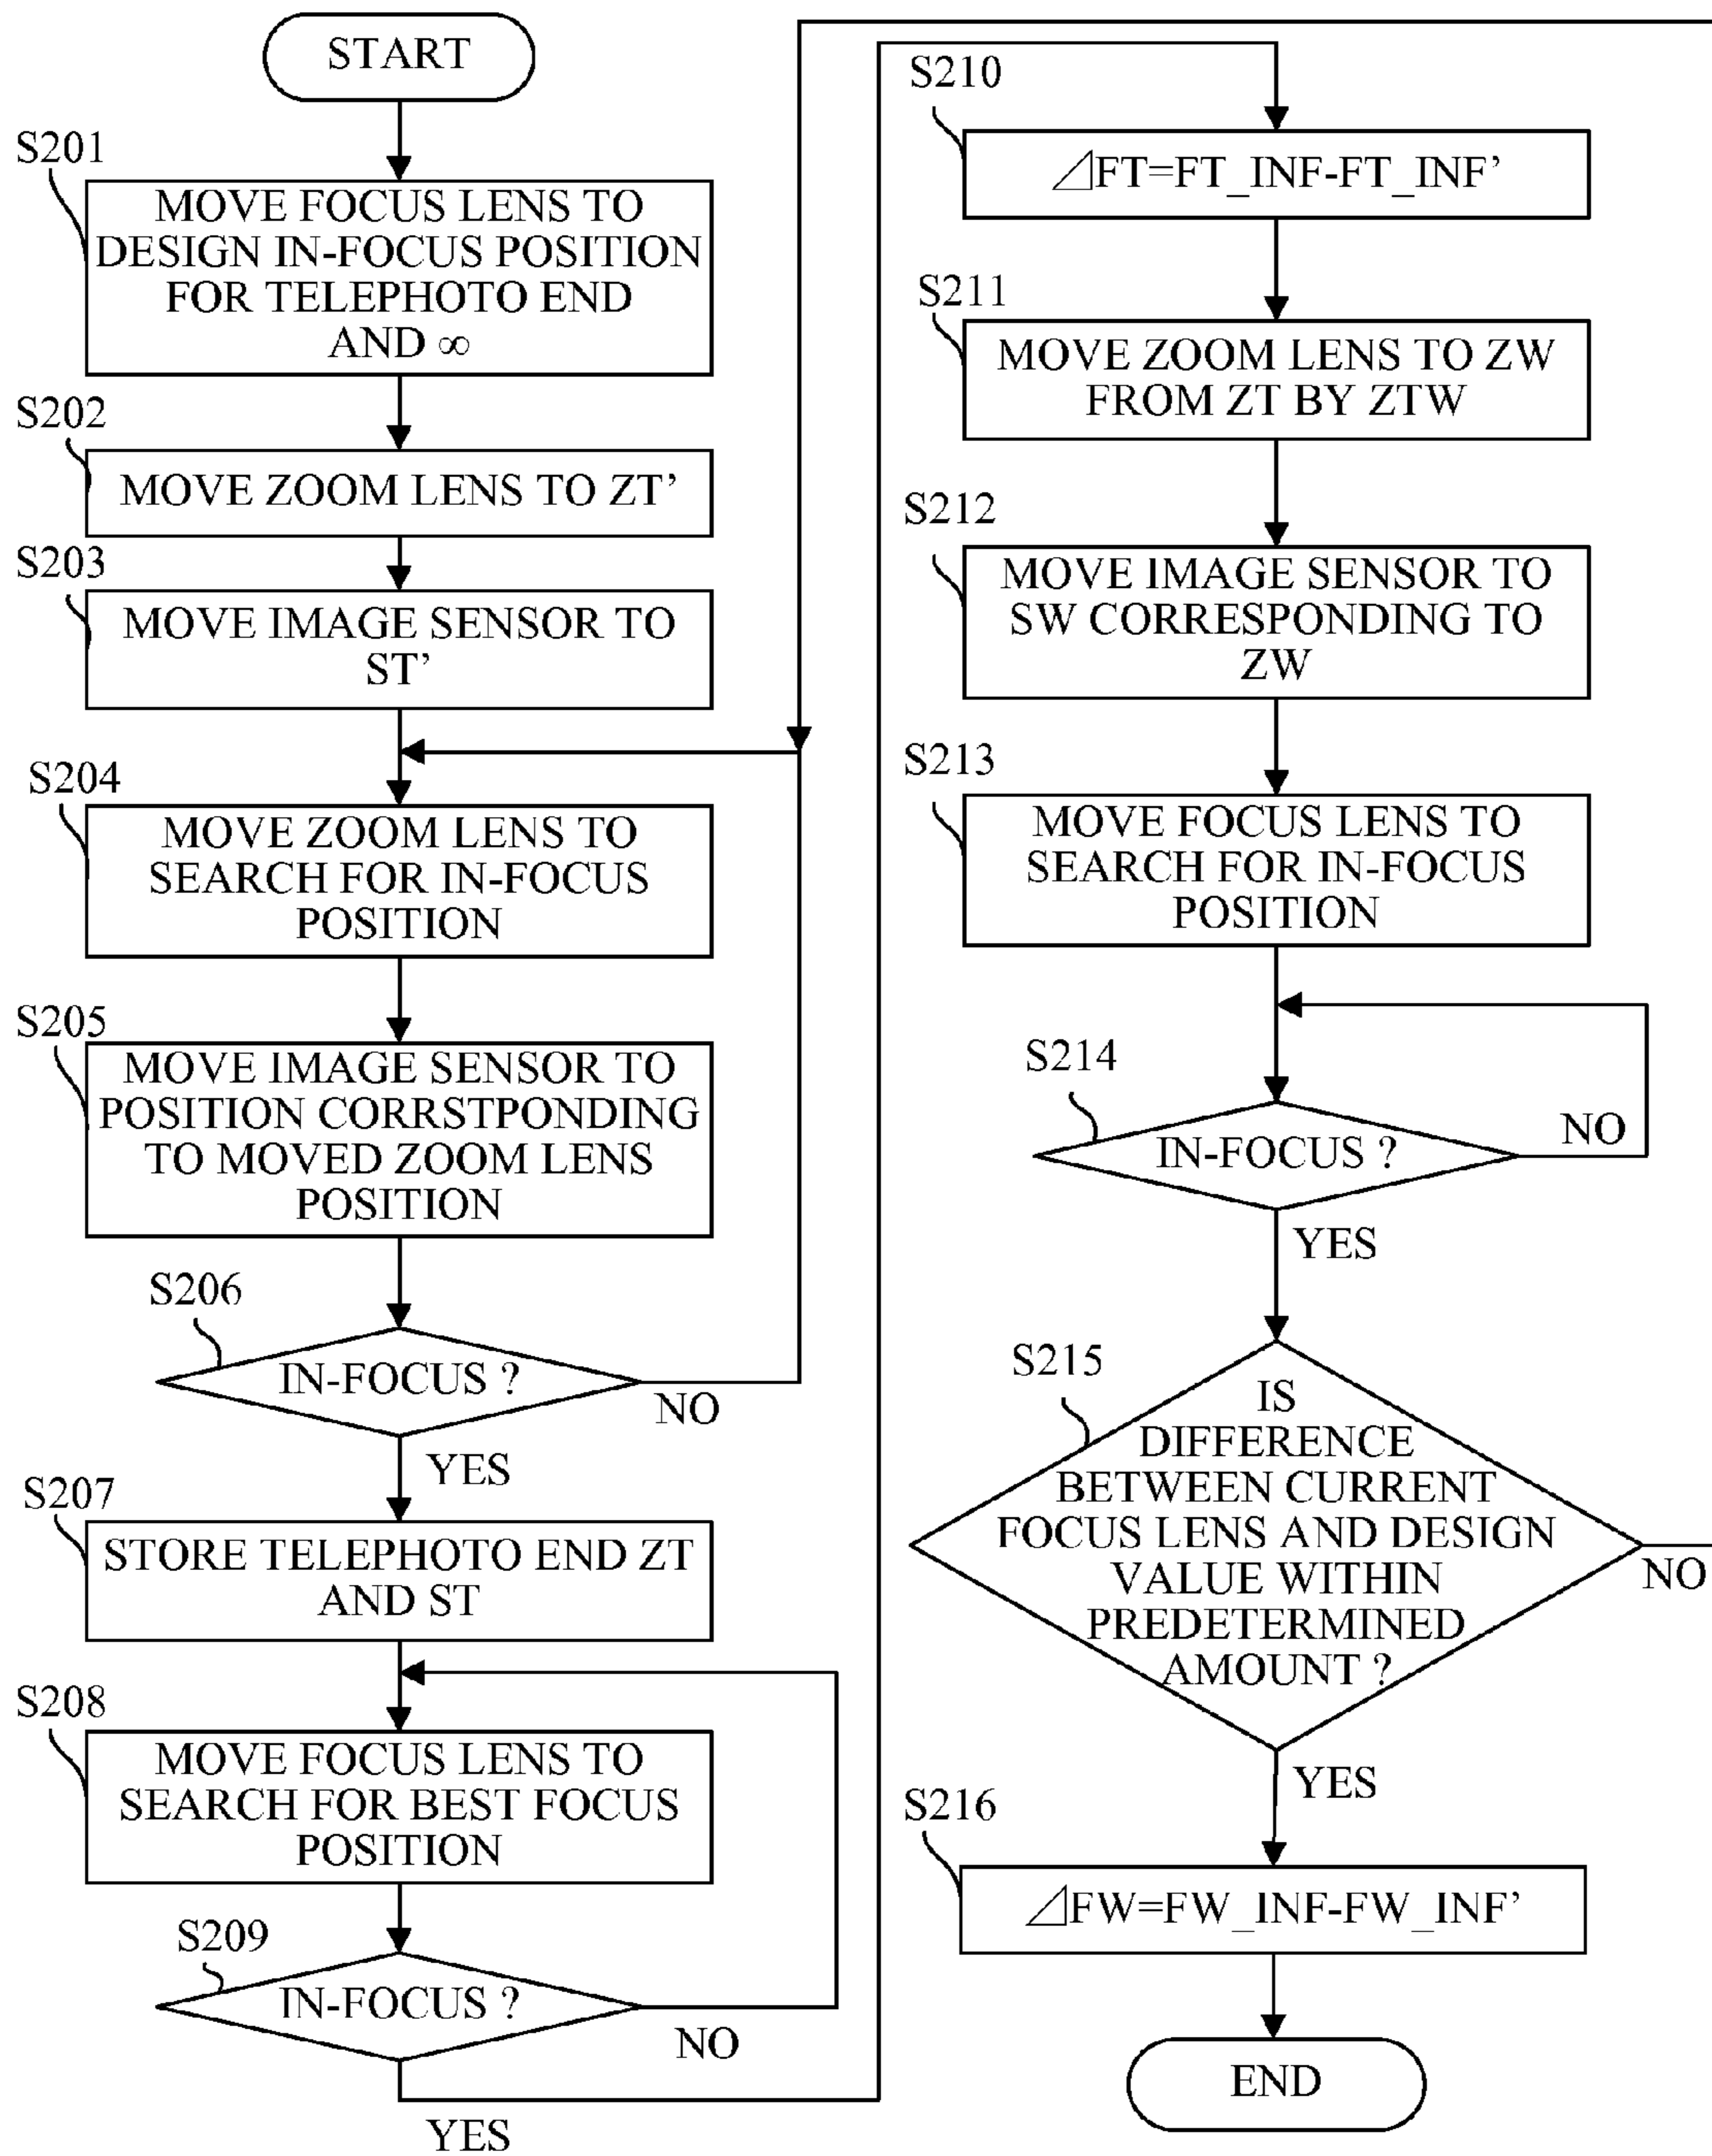 START
S201
MOVE FOCUS LENS TO
DESIGN IN-FOCUS POSITION
FOR TELEPHOTO END
AND ∞
S202
MOVE ZOOM LENS TO ZT’
S203
MOVE IMAGE SENSOR TO
ST’
S204
MOVE ZOOM LENS TO
SEARCH FOR IN-FOCUS
POSITION
S205
MOVE IMAGE SENSOR TO
POSITION CORRSTPONDING
TO MOVED ZOOM LENS
POSITION
S206
IN-FOCUS ?
NO
YES
S207
STORE TELEPHOTO END ZT
AND ST
S208
MOVE FOCUS LENS TO
SEARCH FOR BEST FOCUS
POSITION
S209
IN-FOCUS ?
NO
YES
S210
⊿FT=FT_INF-FT_INF’
S211
MOVE ZOOM LENS TO ZW
FROM ZT BY ZTW
S212
MOVE IMAGE SENSOR TO
SW CORRESPONDING TO
ZW
S213
MOVE FOCUS LENS TO
SEARCH FOR IN-FOCUS
POSITION
S214
IN-FOCUS ?
NO
YES
S215
IS
DIFFERENCE
BETWEEN CURRENT
FOCUS LENS AND DESIGN
VALUE WITHIN
PREDETERMINED
AMOUNT ?
NO
YES
S216
⊿FW=FW_INF-FW_INF’
END